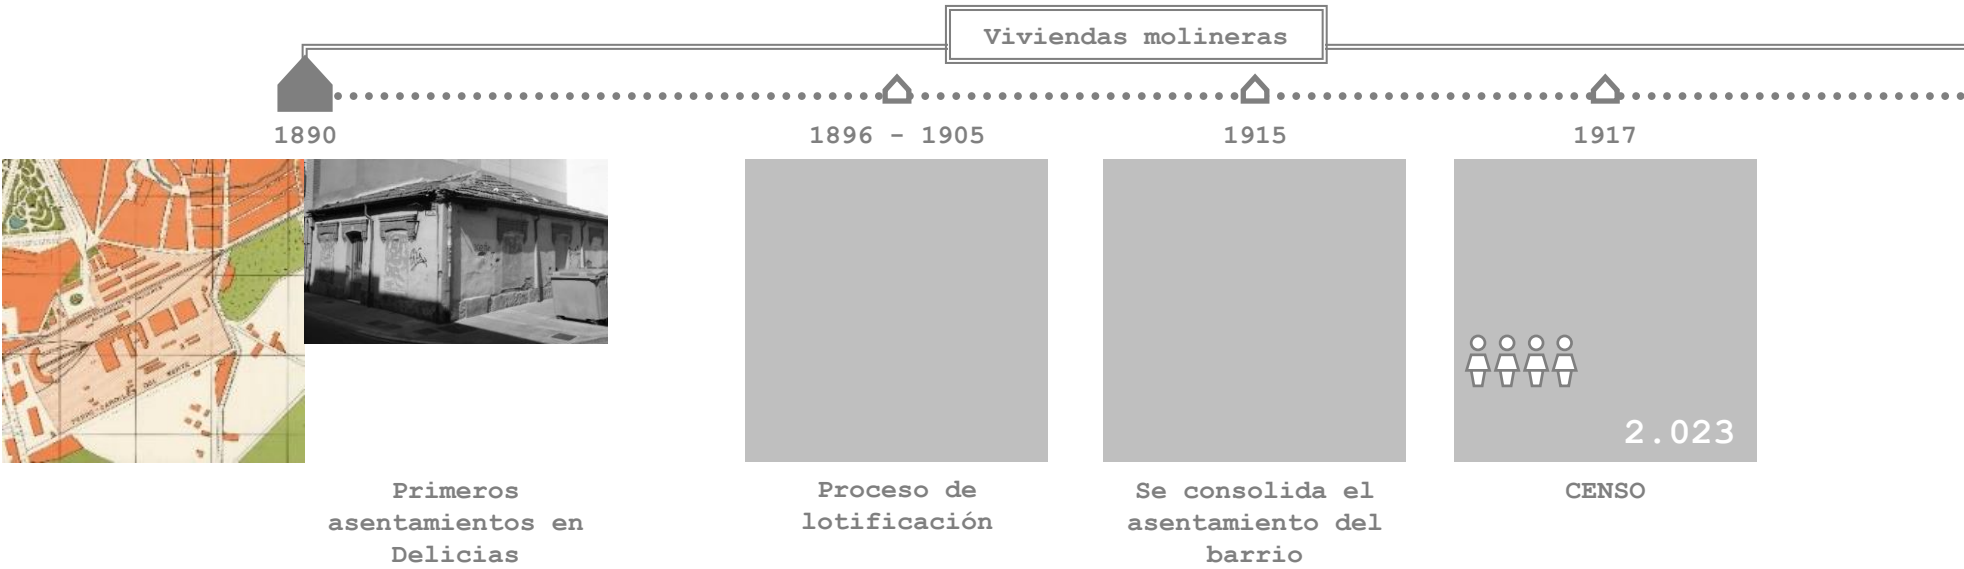 Viviendas molineras
1890
1896 - 1905
1915
1917
2.023
Primeros
asentamientos en
Delicias
Proceso de
lotificación
Se consolida el
asentamiento del
barrio
CENSO